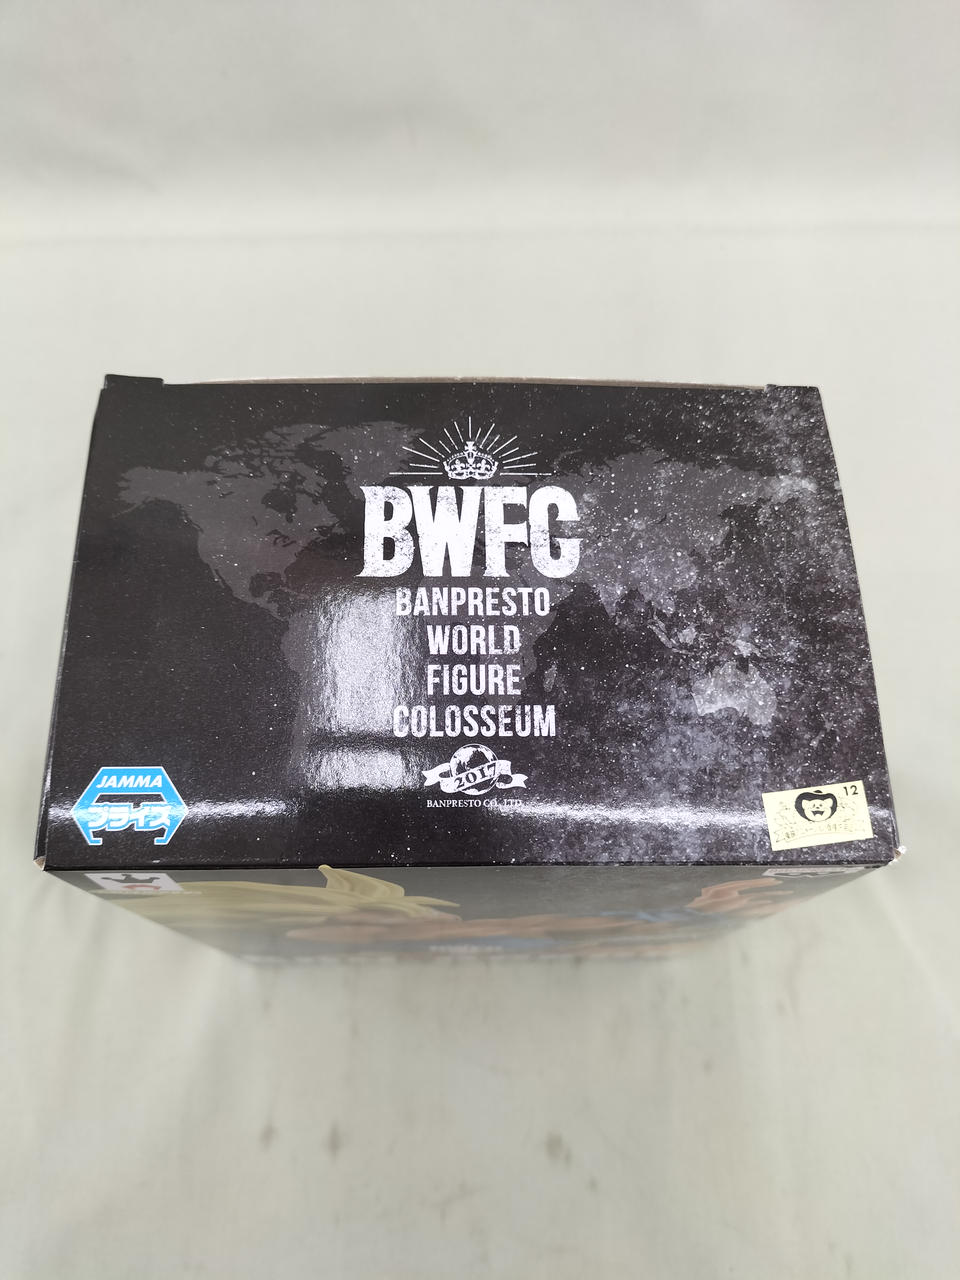 BWFC
BANPRESTO
WORLD
FIGURE
COLOSSEUM
2017
BANPRESTO CO., LTD.
JAMMA
プライズ
12